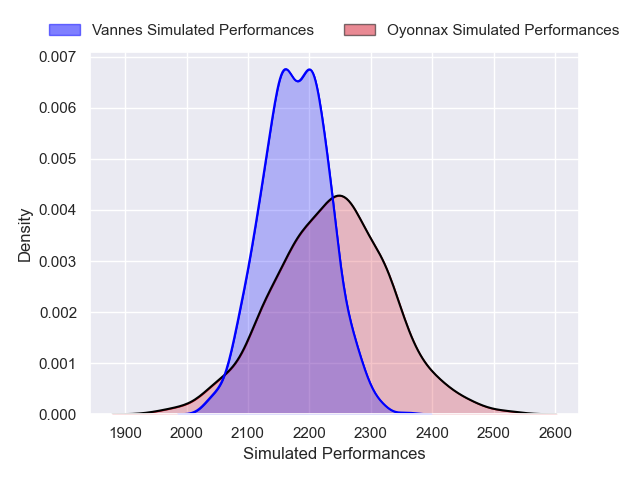 Vannes Simulated Performances Oyonnax Simulated Performances
0.007
0.006
0.005
0.004
0.003
0.002
0.001
0.000
Density
1900 2000 2100 2200 2300 2400 2500 2600
Simulated Performances